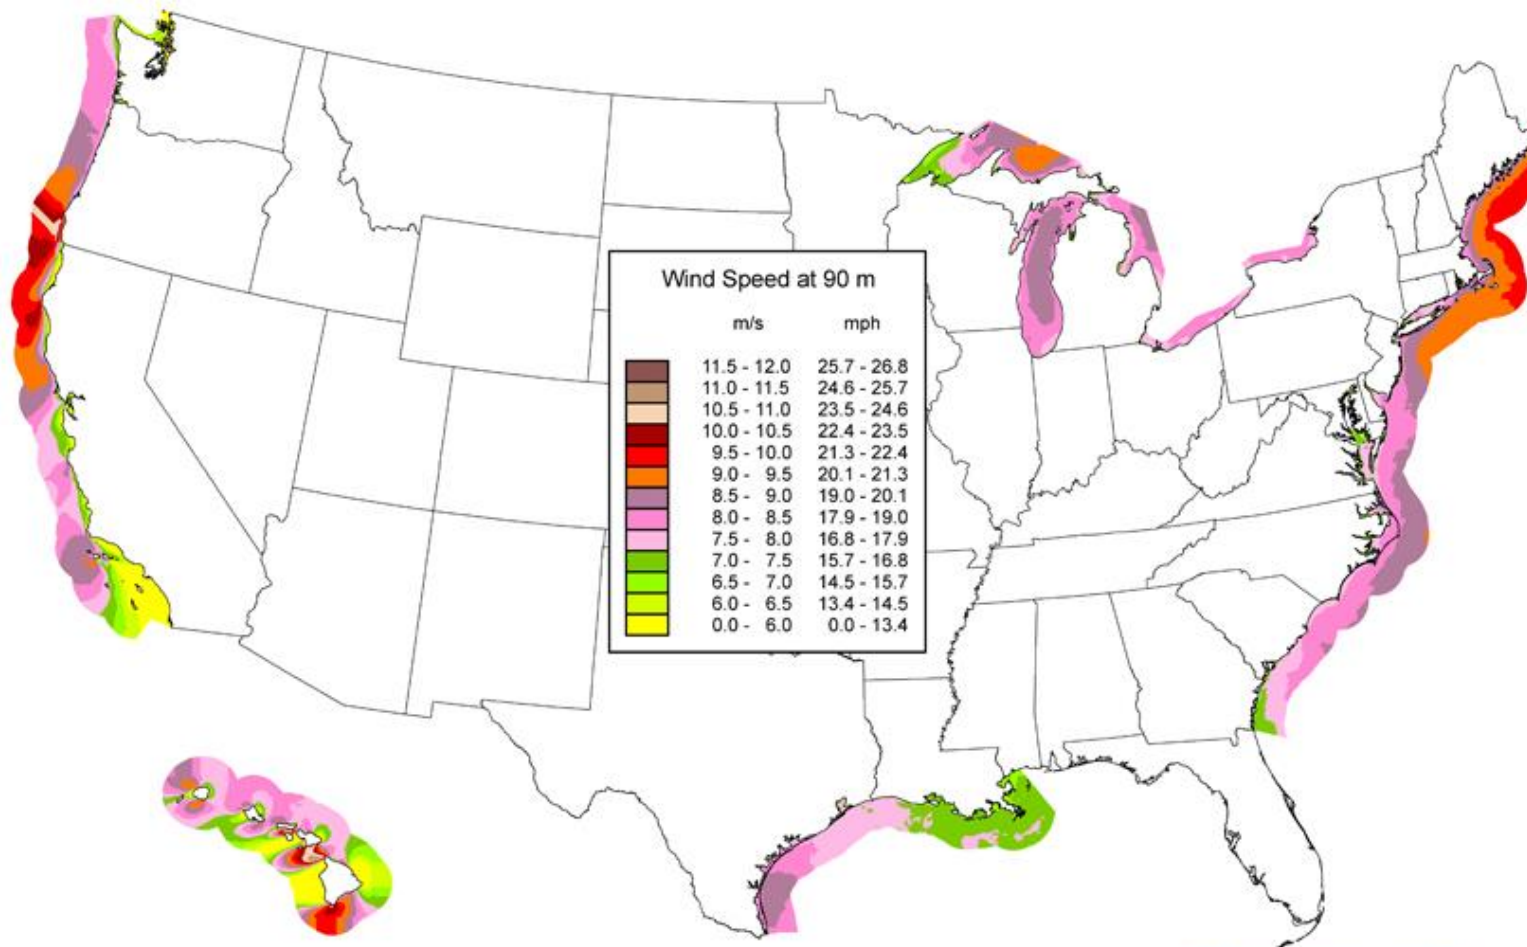 Wind Speed at 90 m
m/s mph
11.5 - 12.0 25.7 - 26.8
11.0 - 11.5 24.6 - 25.7
10.5 - 11.0 23.5 - 24.6
10.0 - 10.5 22.4 - 23.5
9.5 - 10.0 21.3 - 22.4
9.0 - 9.5 20.1 - 21.3
8.5 - 9.0 19.0 - 20.1
8.0 - 8.5 17.9 - 19.0
7.5 - 8.0 16.8 - 17.9
7.0 - 7.5 15.7 - 16.8
6.5 - 7.0 14.5 - 15.7
6.0 - 6.5 13.4 - 14.5
0.0 - 6.0 0.0 - 13.4